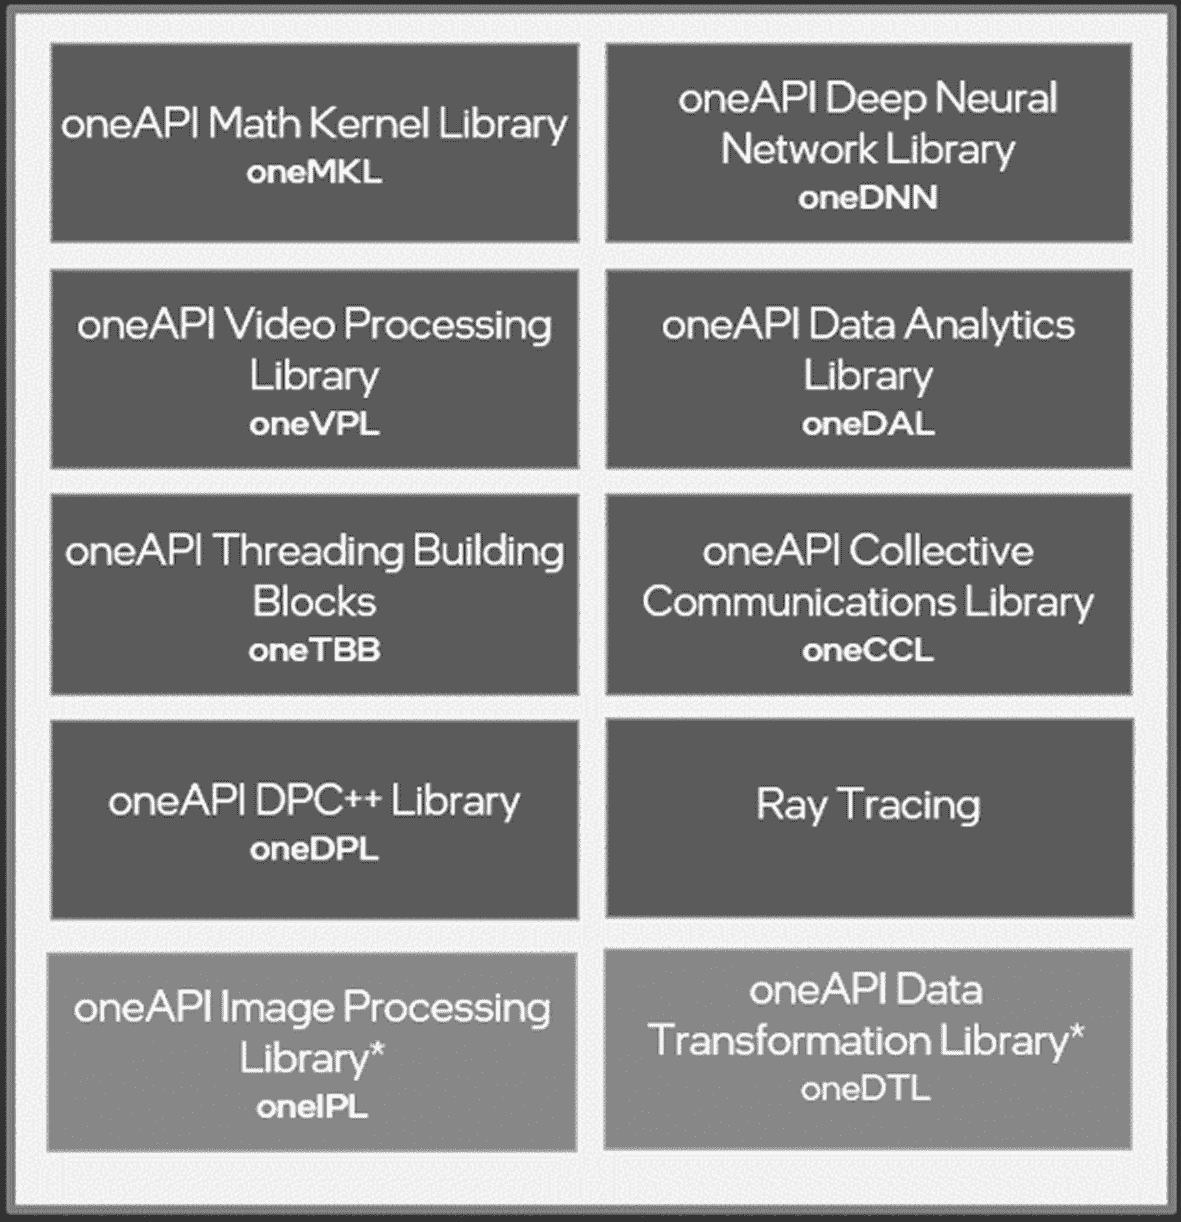 oneAPI Math Kernel Library
oneMKL
oneAPI Deep Neural
Network Library
oneDNN
oneAPI Video Processing
Library
oneVPL
oneAPI Data Analytics
Library
oneDAL
oneAPI Threading Building
Blocks
oneTBB
oneAPI Collective
Communications Library
oneCCL
oneAPI DPC++ Library
oneDPL
Ray Tracing
oneAPI Image Processing
Library*
oneIPL
oneAPI Data
Transformation Library*
oneDTL